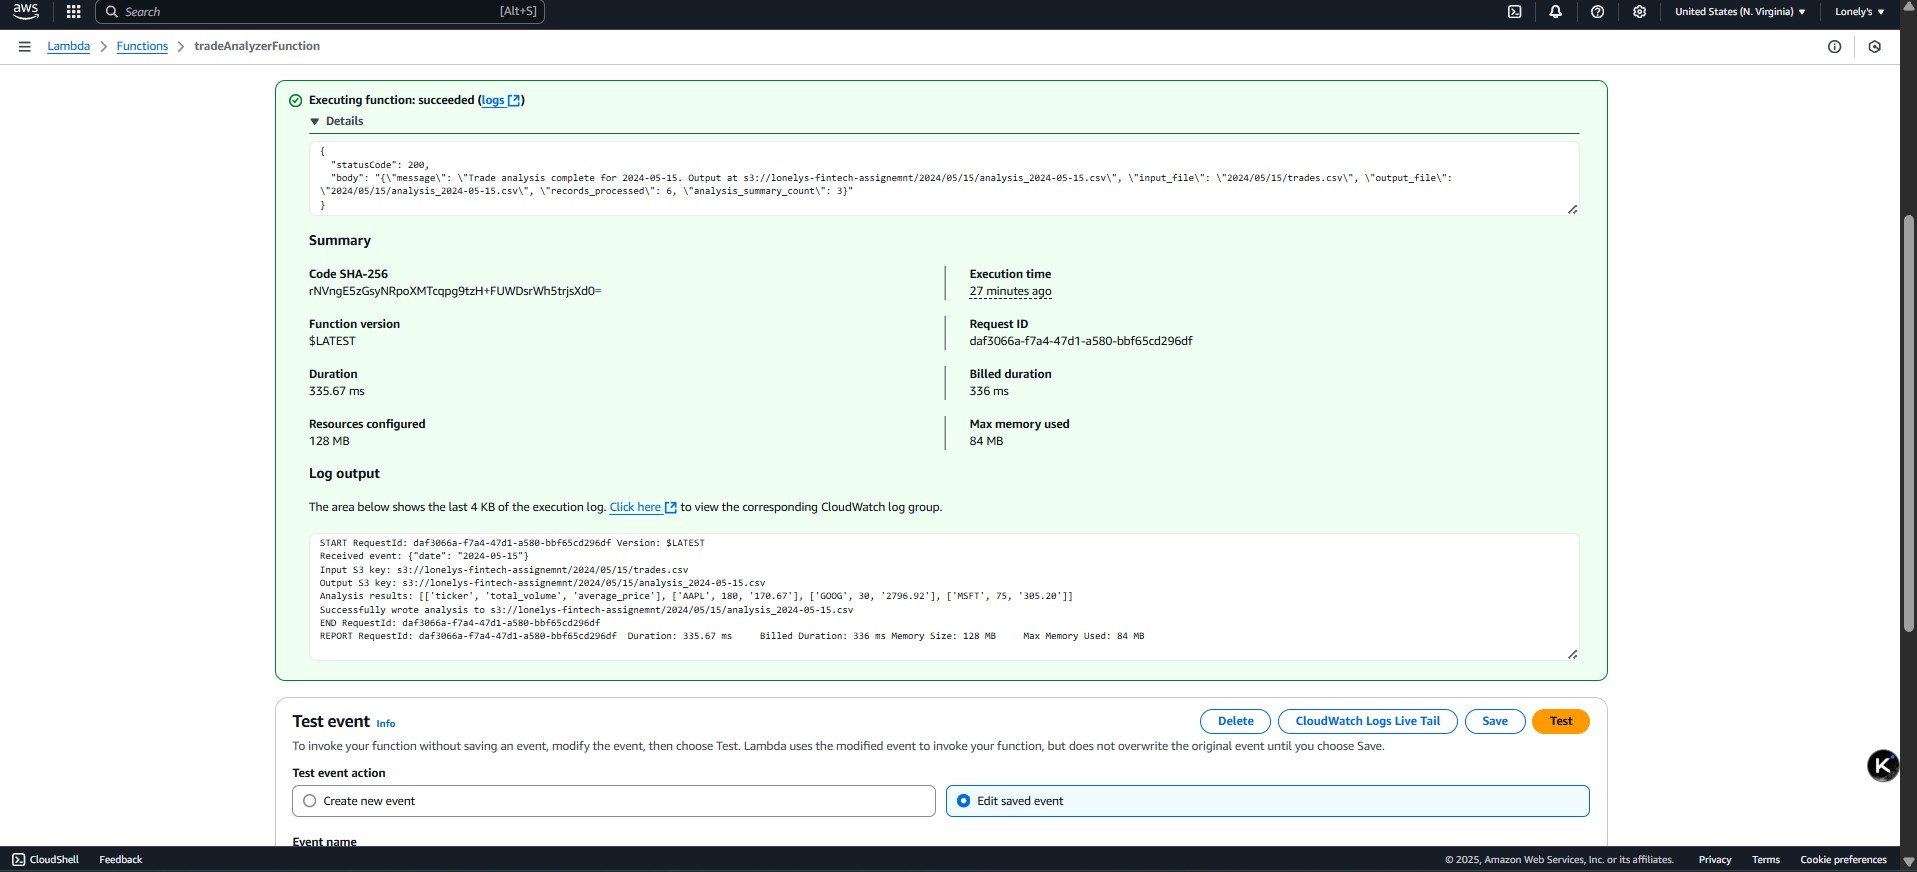 aws
Search
[Alt+S]
United States (N. Virginia)
Lonely's
Lambda
Functions
tradeAnalyzerFunction
Executing function: succeeded (logs)
Details
{
"statusCode": 200,
"body": "{\"message\": \"Trade analysis complete for 2024-05-15. Output at s3://lonelys-fintech-assignemnt/2024/05/15/analysis_2024-05-15.csv\", \"input_file\": \"2024/05/15/trades.csv\", \"output_file\":
\"2024/05/15/analysis_2024-05-15.csv\", \"records_processed\": 6, \"analysis_summary_count\": 3}"
}
Summary
Code SHA-256
rNVngE5zGsyNRpoXMTcqpg9tzH+FUWDsrWh5trjsXd0=
Execution time
27 minutes ago
Function version
$LATEST
Request ID
daf3066a-f7a4-47d1-a580-bbf65cd296df
Duration
335.67 ms
Billed duration
336 ms
Resources configured
128 MB
Max memory used
84 MB
Log output
The area below shows the last 4 KB of the execution log. Click here to view the corresponding CloudWatch log group.
START RequestId: daf3066a-f7a4-47d1-a580-bbf65cd296df Version: $LATEST
Received event: {"date": "2024-05-15"}
Input S3 key: s3://lonelys-fintech-assignemnt/2024/05/15/trades.csv
Output S3 key: s3://lonelys-fintech-assignemnt/2024/05/15/analysis_2024-05-15.csv
Analysis results: [['ticker', 'total_volume', 'average_price'], ['AAPL', 180, '170.67'], ['GOOG', 30, '2796.92'], ['MSFT', 75, '305.20']]
Successfully wrote analysis to s3://lonelys-fintech-assignemnt/2024/05/15/analysis_2024-05-15.csv
END RequestId: daf3066a-f7a4-47d1-a580-bbf65cd296df
REPORT RequestId: daf3066a-f7a4-47d1-a580-bbf65cd296df Duration: 335.67 ms Billed Duration: 336 ms Memory Size: 128 MB Max Memory Used: 84 MB
Test event Info
Delete
CloudWatch Logs Live Tail
Save
Test
To invoke your function without saving an event, modify the event, then choose Test. Lambda uses the modified event to invoke your function, but does not overwrite the original event until you choose Save.
Test event action
Create new event
Edit saved event
Event name
K
CloudShell
Feedback
© 2025, Amazon Web Services, Inc. or its affiliates.
Privacy
Terms
Cookie preferences